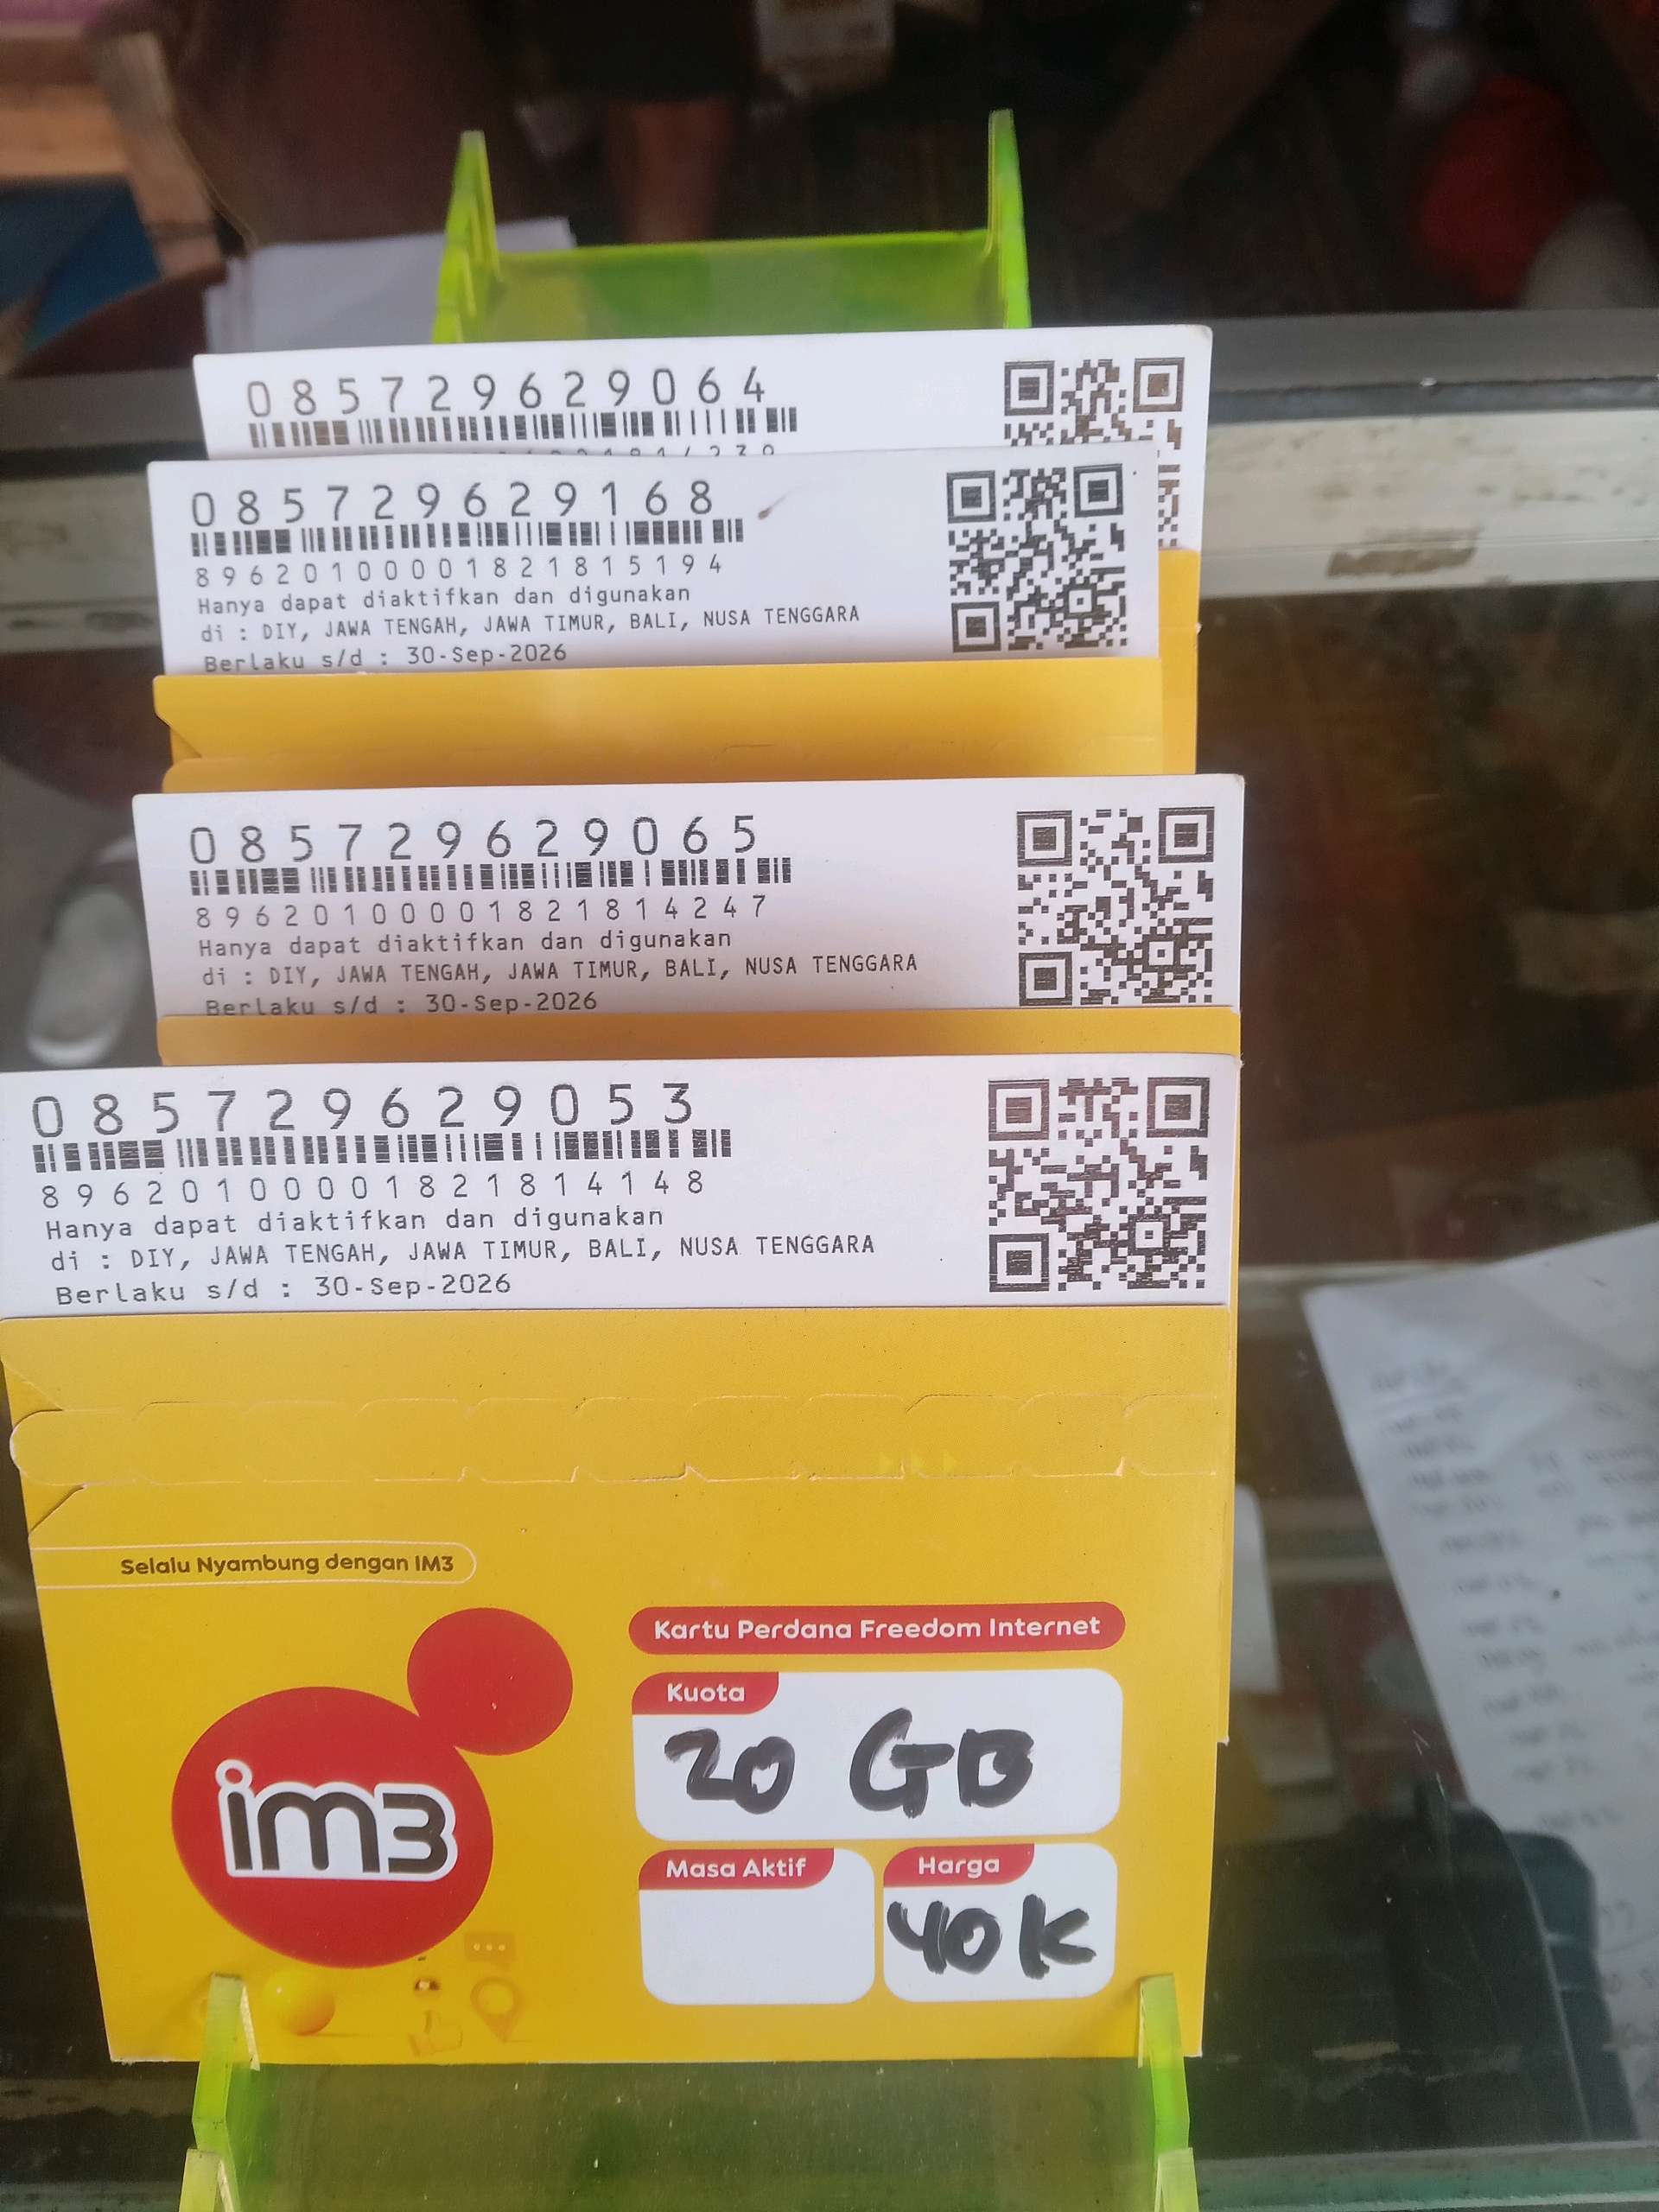 085729629064
085729629168
89620100001821815194
Hanya dapat diaktifkan dan digunakan
di : DIY, JAWA TENGAH, JAWA TIMUR, BALI, NUSA TENGGARA
Berlaku s/d : 30-Sep-2026
085729629065
89620100001821814247
Hanya dapat diaktifkan dan digunakan
di : DIY, JAWA TENGAH, JAWA TIMUR, BALI, NUSA TENGGARA
Berlaku s/d : 30-Sep-2026
085729629053
89620100001821814148
Hanya dapat diaktifkan dan digunakan
di : DIY, JAWA TENGAH, JAWA TIMUR, BALI, NUSA TENGGARA
Berlaku s/d : 30-Sep-2026
Selalu Nyambung dengan IM3
im3
Kartu Perdana Freedom Internet
Kuota
20 GB
Masa Aktif
Harga
40K